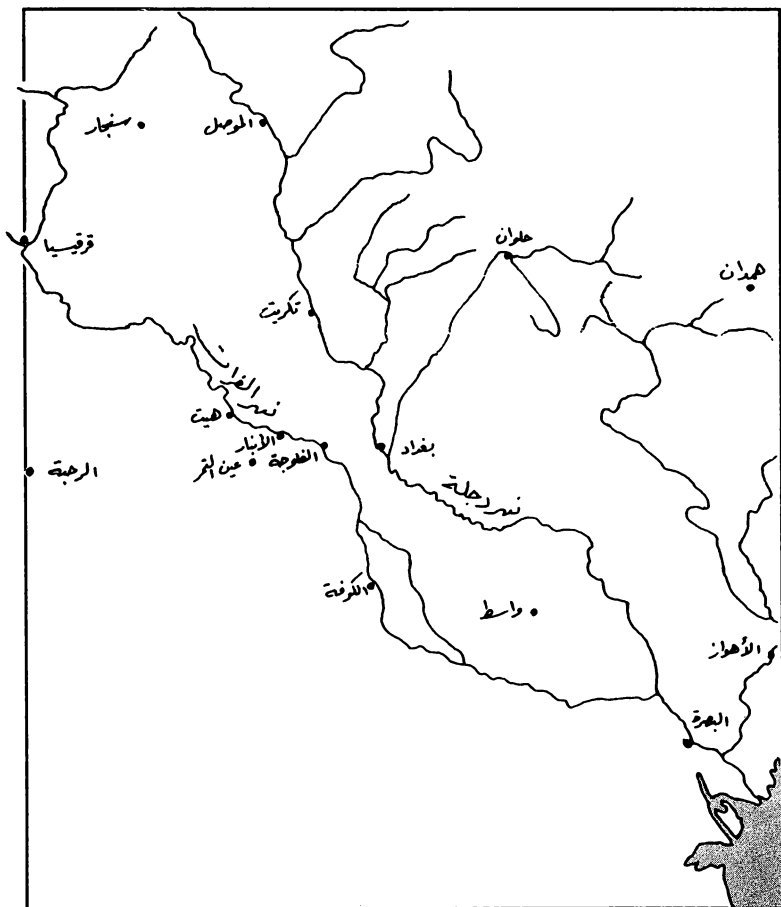 الموصل
سنجار
قرقيسيا
حلوان
همدان
تكريت
نهر الفرات
هيت
الأنبار
بغداد
الفلوجة
عين التمر
الرحبة
نهر دجلة
الكوفة
واسط
الأهواز
البصرة